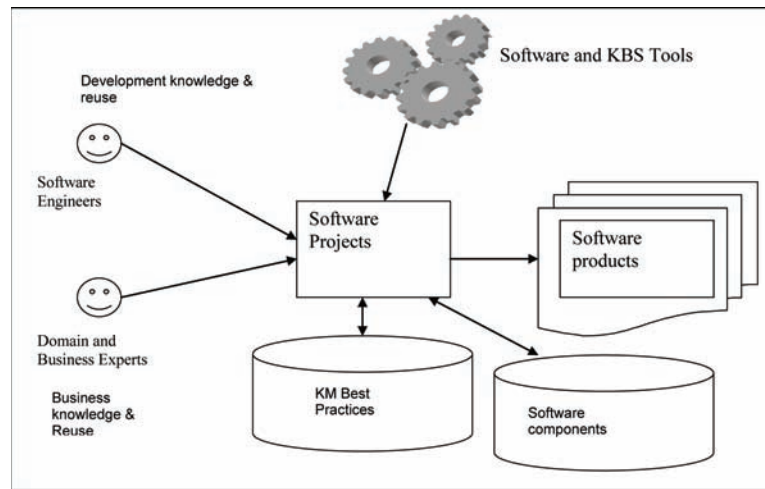 Software and KBS Tools
Development knowledge &
reuse
Software
Engineers
Software
Projects
Software
products
Domain and
Business Experts
Business
knowledge &
Reuse
KM Best
Practices
Software
components